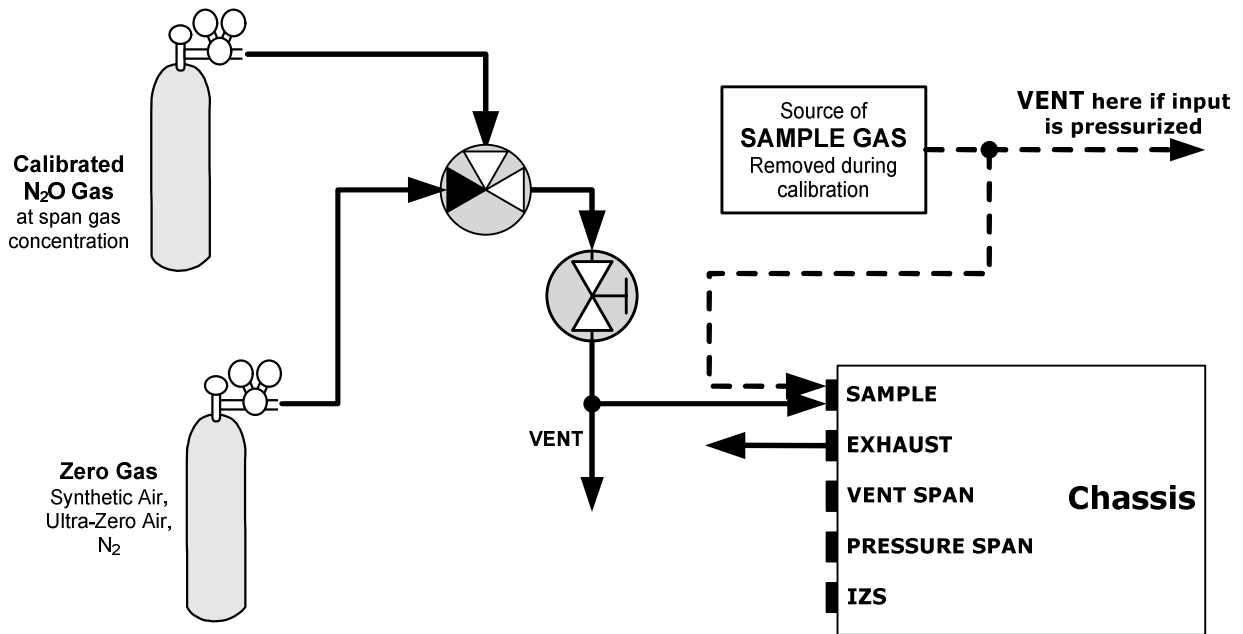 Calibrated
N₂O Gas
at span gas
concentration
Source of
SAMPLE GAS
Removed during
calibration
VENT here if input
is pressurized
Zero Gas
Synthetic Air,
Ultra-Zero Air,
N₂
VENT
SAMPLE
EXHAUST
VENT SPAN
PRESSURE SPAN
IZS
Chassis